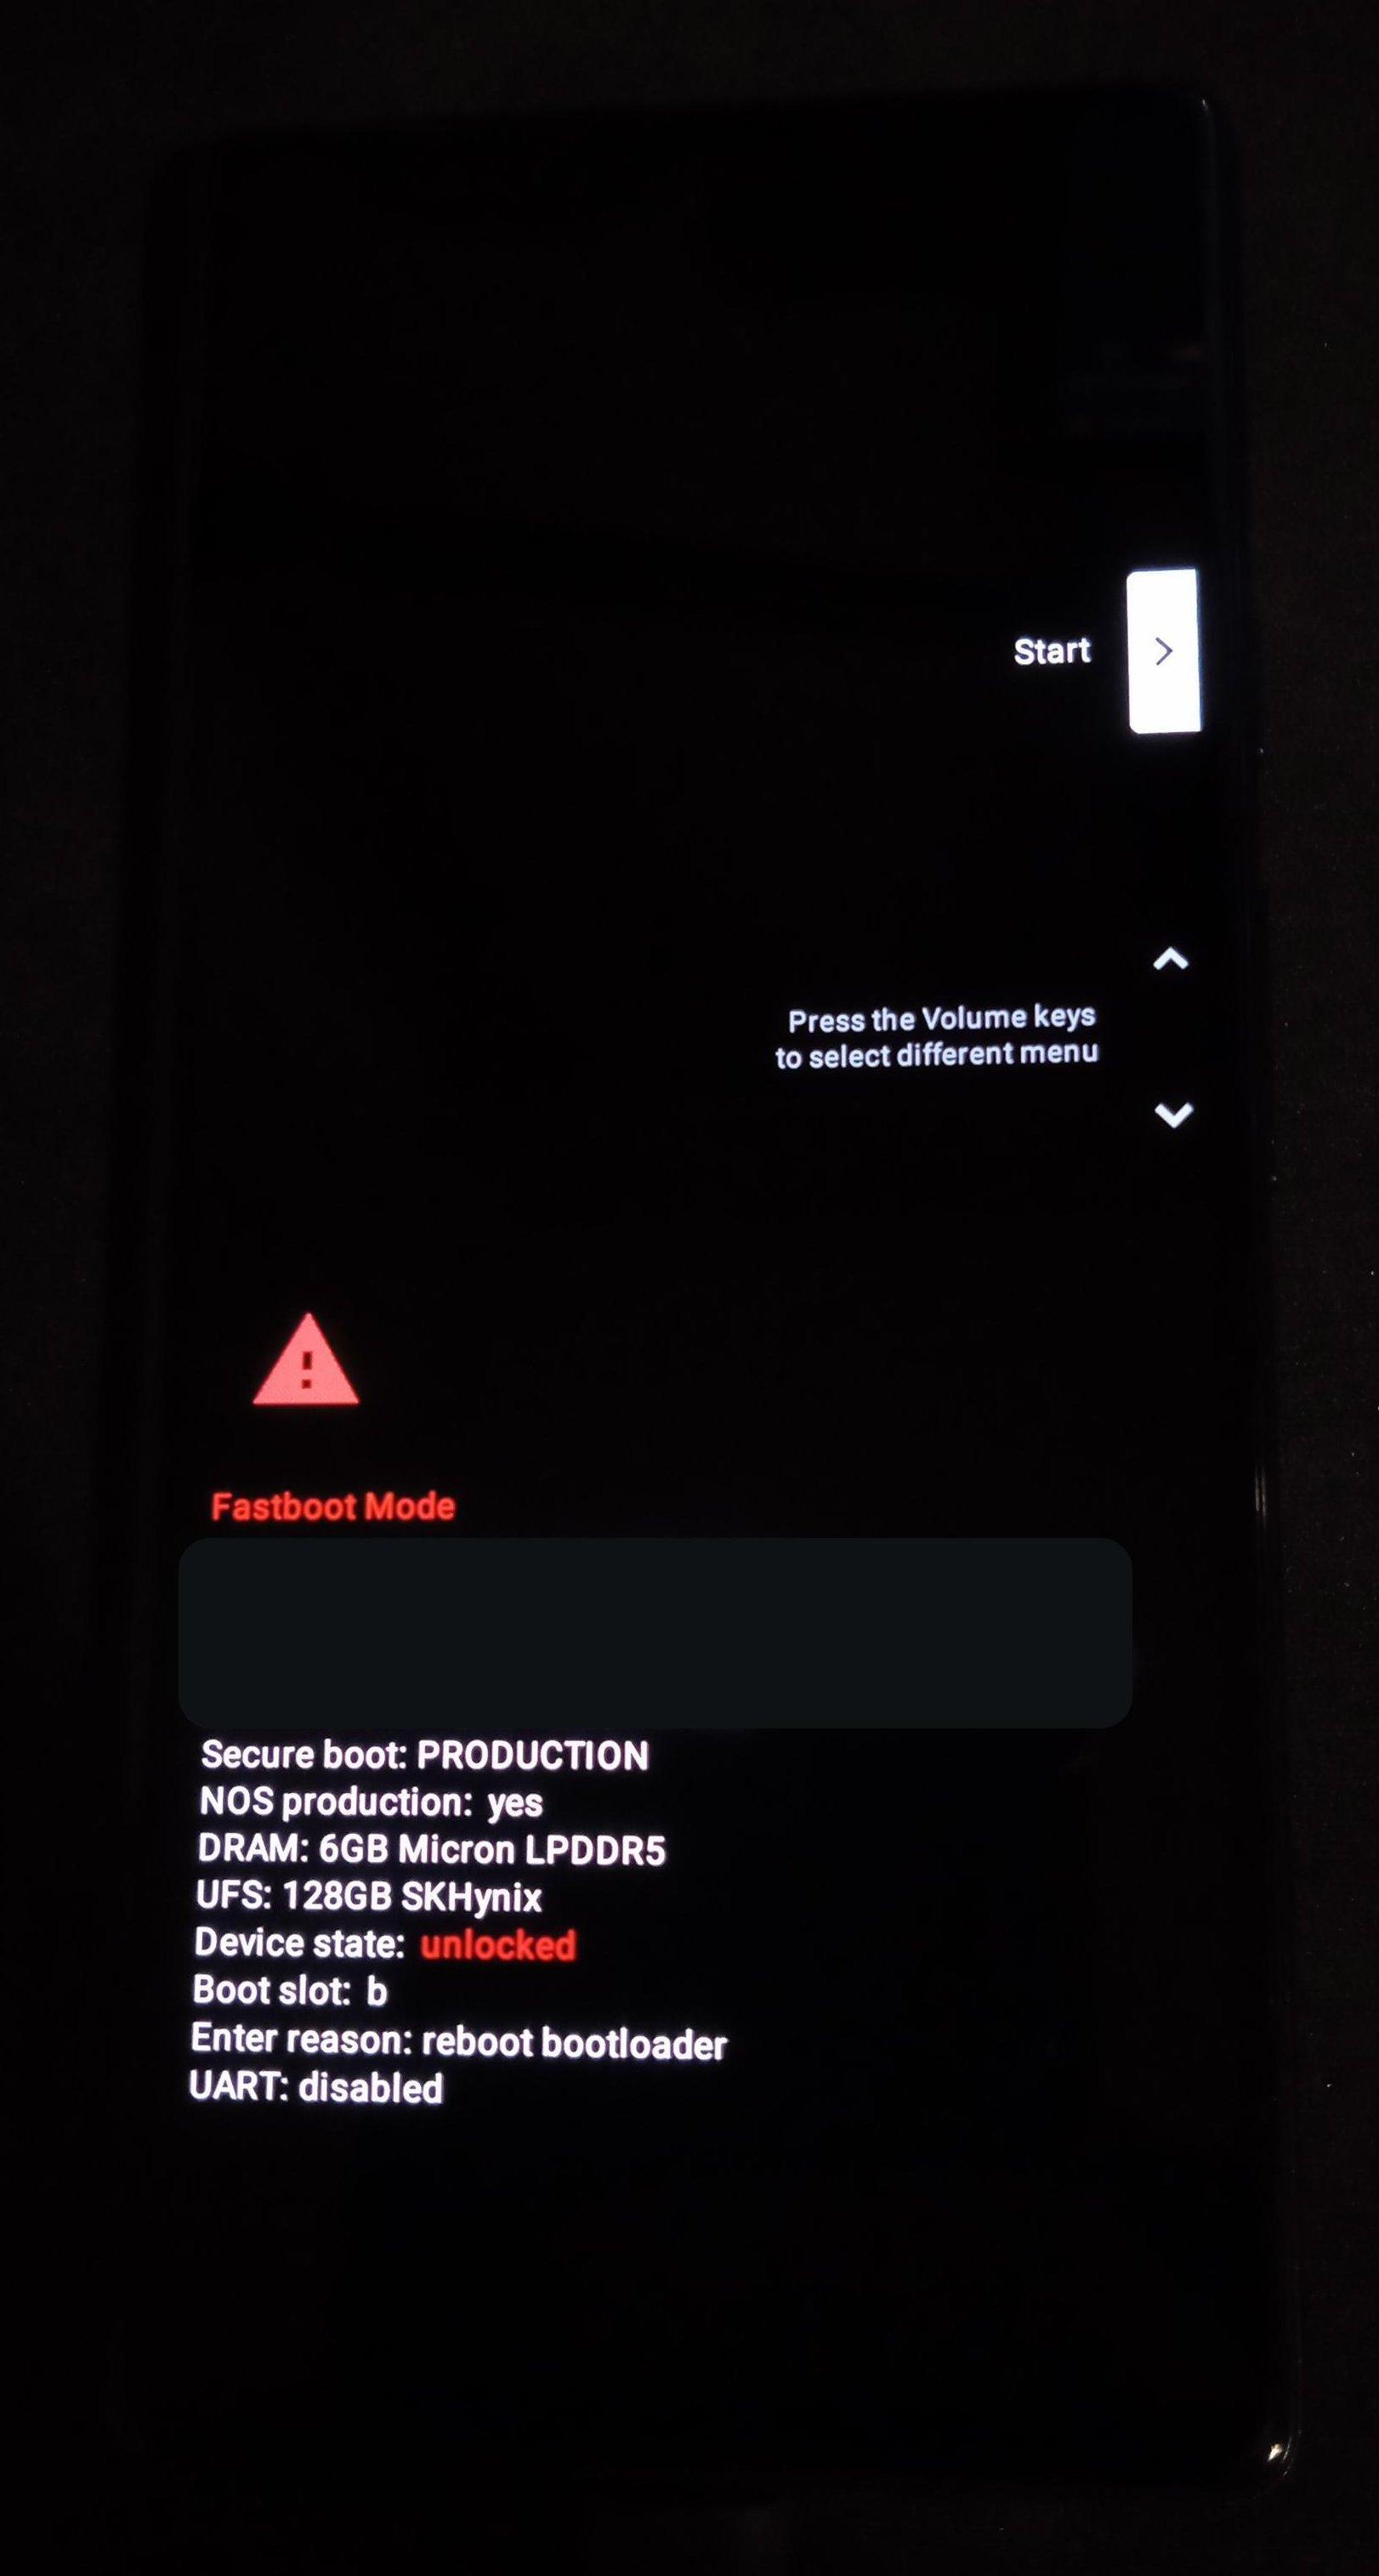 Start
Press the Volume keys
to select different menu
Fastboot Mode
Secure boot: PRODUCTION
NOS production: yes
DRAM: 6GB Micron LPDDR5
UFS: 128GB SKHynix
Device state: unlocked
Boot slot: b
Enter reason: reboot bootloader
UART: disabled